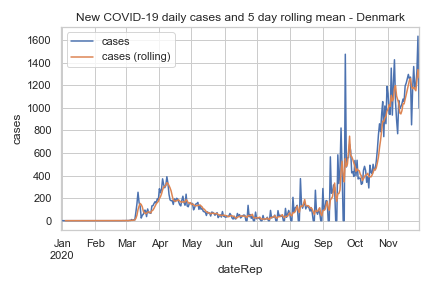 New COVID-19 daily cases and 5 day rolling mean - Denmark
cases
cases (rolling)
1600
1400
1200
1000
800
600
400
200
0
cases
Jan Feb Mar Apr May Jun Jul Aug Sep Oct Nov
2020
dateRep